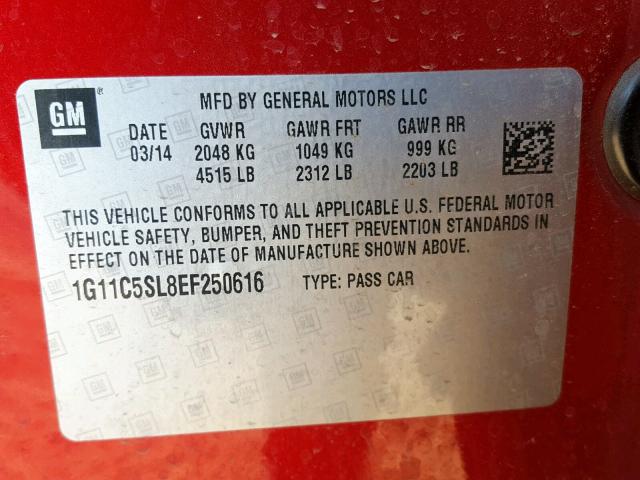 GM ®
MFD BY GENERAL MOTORS LLC
DATE GVWR GAWR FRT GAWR RR
03/14 2048 KG 1049 KG 999 KG
4515 LB 2312 LB 2203 LB
THIS VEHICLE CONFORMS TO ALL APPLICABLE U.S. FEDERAL MOTOR
VEHICLE SAFETY, BUMPER, AND THEFT PREVENTION STANDARDS IN
EFFECT ON THE DATE OF MANUFACTURE SHOWN ABOVE.
1G11C5SL8EF250616 TYPE: PASS CAR